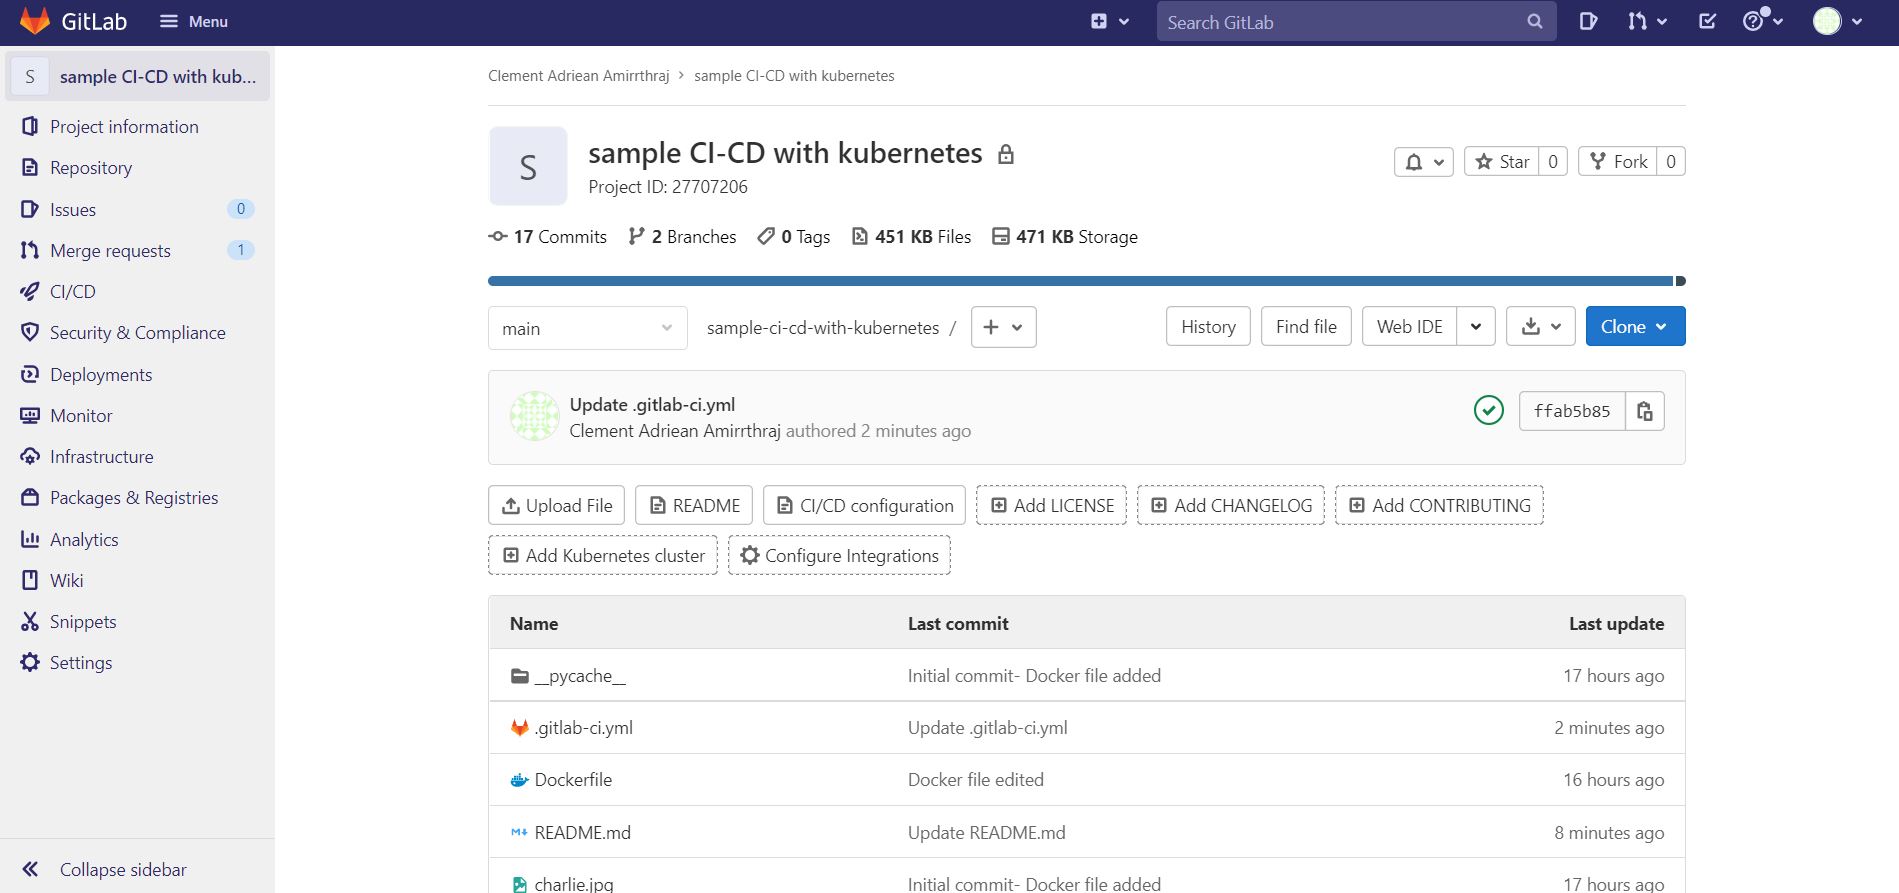 GitLab Menu Search GitLab
S sample CI-CD with kub...
Project information
Repository
Issues 0
Merge requests 1
CI/CD
Security & Compliance
Deployments
Monitor
Infrastructure
Packages & Registries
Analytics
Wiki
Snippets
Settings
Collapse sidebar
Clement Adriean Amirrthraj › sample CI-CD with kubernetes
S
sample CI-CD with kubernetes
Project ID: 27707206
Star 0 Fork 0
17 Commits 2 Branches 0 Tags 451 KB Files 471 KB Storage
main sample-ci-cd-with-kubernetes / History Find file Web IDE Clone
Update .gitlab-ci.yml
Clement Adriean Amirrthraj authored 2 minutes ago
ffab5b85
Upload File README CI/CD configuration Add LICENSE Add CHANGELOG Add CONTRIBUTING
Add Kubernetes cluster Configure Integrations
Name Last commit Last update
__pycache__ Initial commit- Docker file added 17 hours ago
.gitlab-ci.yml Update .gitlab-ci.yml 2 minutes ago
Dockerfile Docker file edited 16 hours ago
README.md Update README.md 8 minutes ago
charlie.jpg Initial commit- Docker file added 17 hours ago